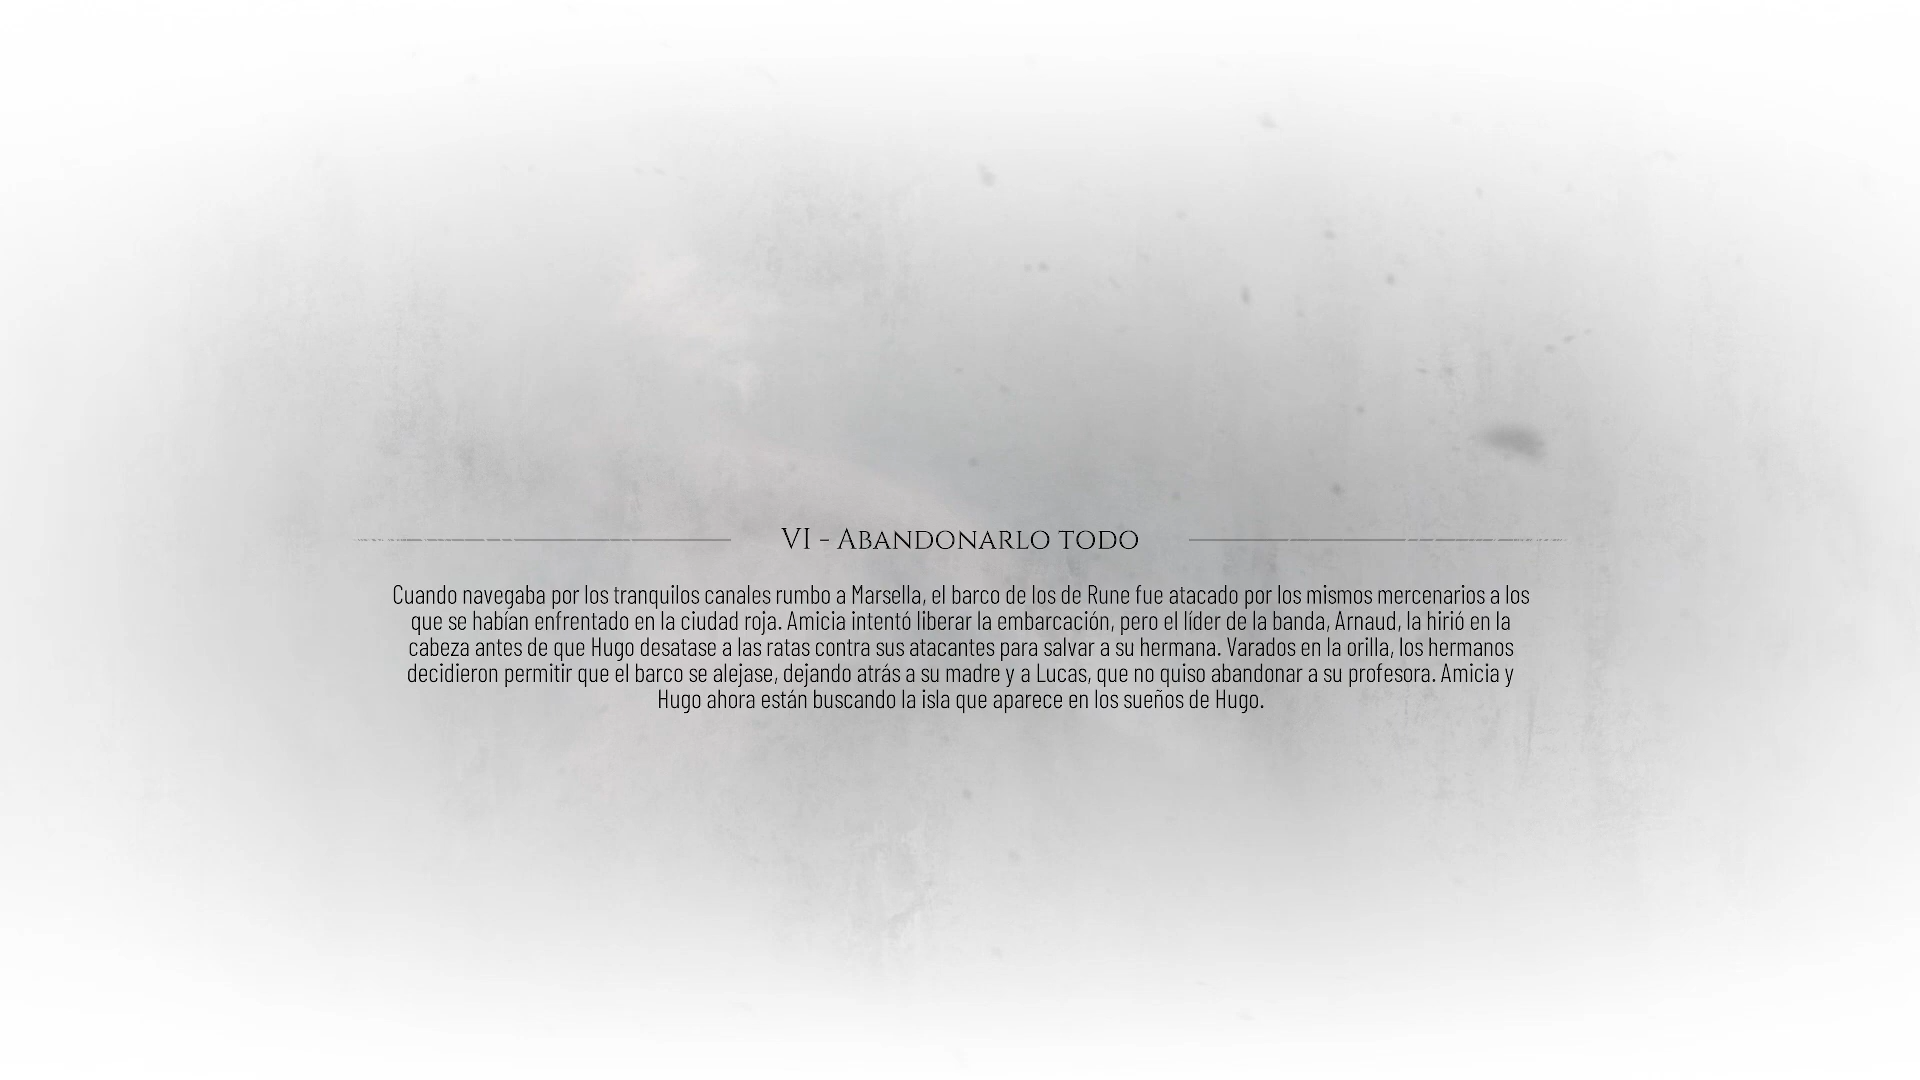 VI - Abandonarlo todo
Cuando navegaba por los tranquilos canales rumbo a Marsella, el barco de los de Rune fue atacado por los mismos mercenarios a los
que se habían enfrentado en la ciudad roja. Amicia intentó liberar la embarcación, pero el líder de la banda, Arnaud, la hirió en la
cabeza antes de que Hugo desatase a las ratas contra sus atacantes para salvar a su hermana. Varados en la orilla, los hermanos
decidieron permitir que el barco se alejase, dejando atrás a su madre y a Lucas, que no quiso abandonar a su profesora. Amicia y
Hugo ahora están buscando la isla que aparece en los sueños de Hugo.